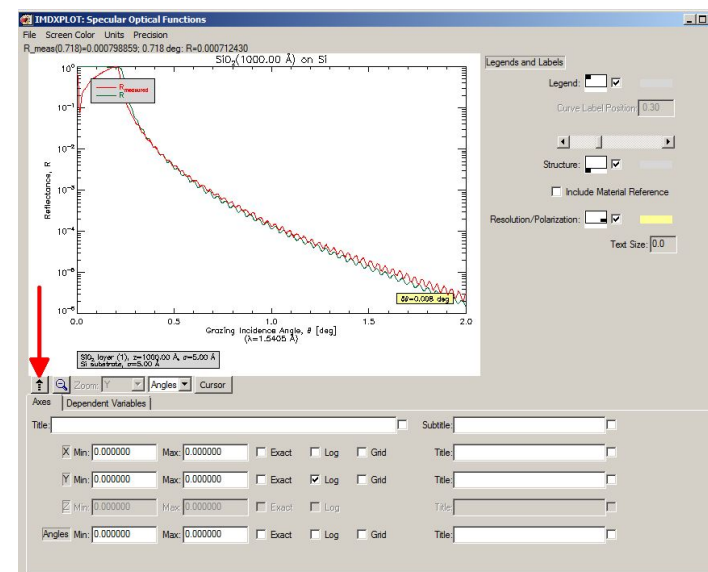 IMDXPLOT: Specular Optical Functions
File Screen Color Units Precision
R_meas(0.718)=0.000798859; 0.718 deg: R=0.000712430
SiO2(1000.00 Å) on Si
Legends and Labels
Legend:
Curve Label Position: 0.30
Structure:
Include Material Reference
Resolution/Polarization:
Text Size: 0.0
Rmeasured
R
Reflectance, R
10⁰
10⁻¹
10⁻²
10⁻³
10⁻⁴
10⁻⁵
10⁻⁶
δθ=0.008 deg
0.0 0.5 1.0 1.5 2.0
Grazing Incidence Angle, θ [deg]
(λ=1.5405 Å)
SiO2 layer (1), z=1000.00 Å, σ=5.00 Å
Si substrate, σ=5.00 Å
Zoom: Y Angles Cursor
Axes Dependent Variables
Title: Subtitle:
X Min: 0.000000 Max: 0.000000 Exact Log Grid Title:
Y Min: 0.000000 Max: 0.000000 Exact Log Grid Title:
Z Min: 0.000000 Max: 0.000000 Exact Log Title:
Angles Min: 0.000000 Max: 0.000000 Exact Log Grid Title: